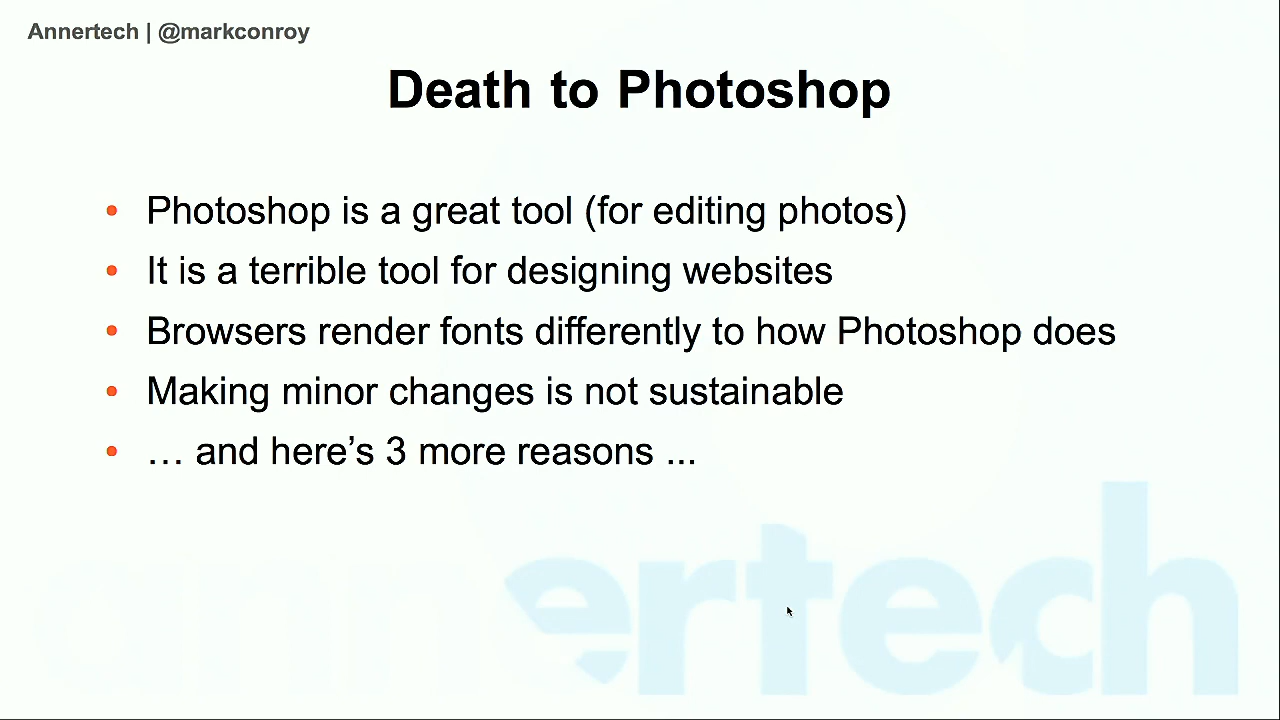 Annertech | @markconroy
Death to Photoshop
• Photoshop is a great tool (for editing photos)
• It is a terrible tool for designing websites
• Browsers render fonts differently to how Photoshop does
• Making minor changes is not sustainable
• … and here’s 3 more reasons ...
annertech